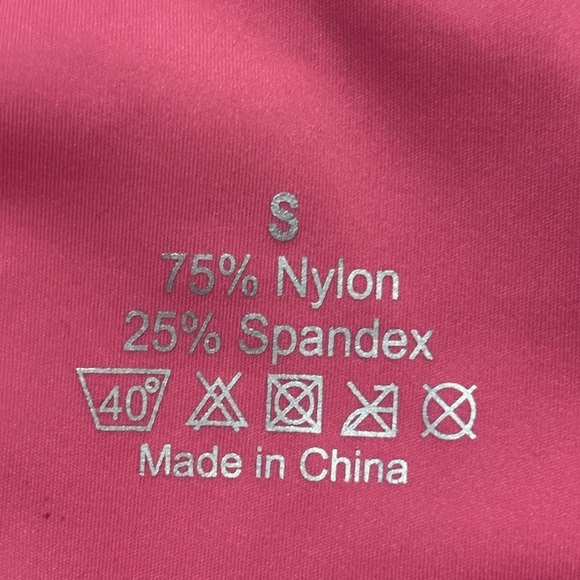 S
75% Nylon
25% Spandex
40°
Made in China